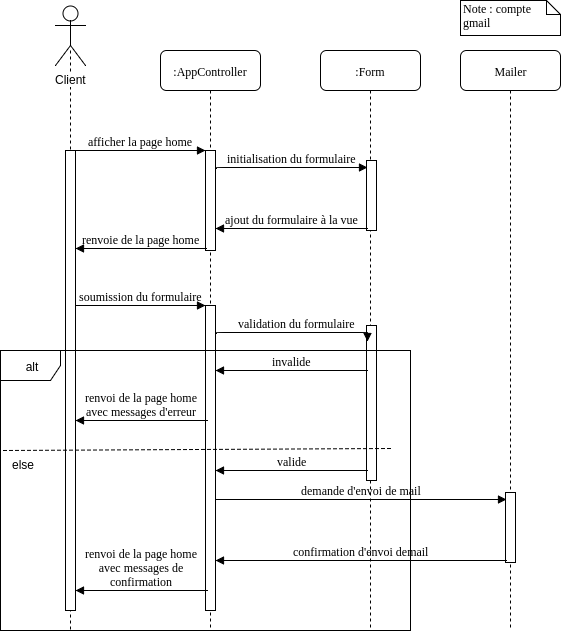 Note : compte
gmail
Client
:AppController
:Form
Mailer
afficher la page home
initialisation du formulaire
ajout du formulaire à la vue
renvoie de la page home
soumission du formulaire
validation du formulaire
alt
invalide
renvoi de la page home
avec messages d'erreur
else
valide
demande d'envoi de mail
confirmation d'envoi demail
renvoi de la page home
avec messages de
confirmation